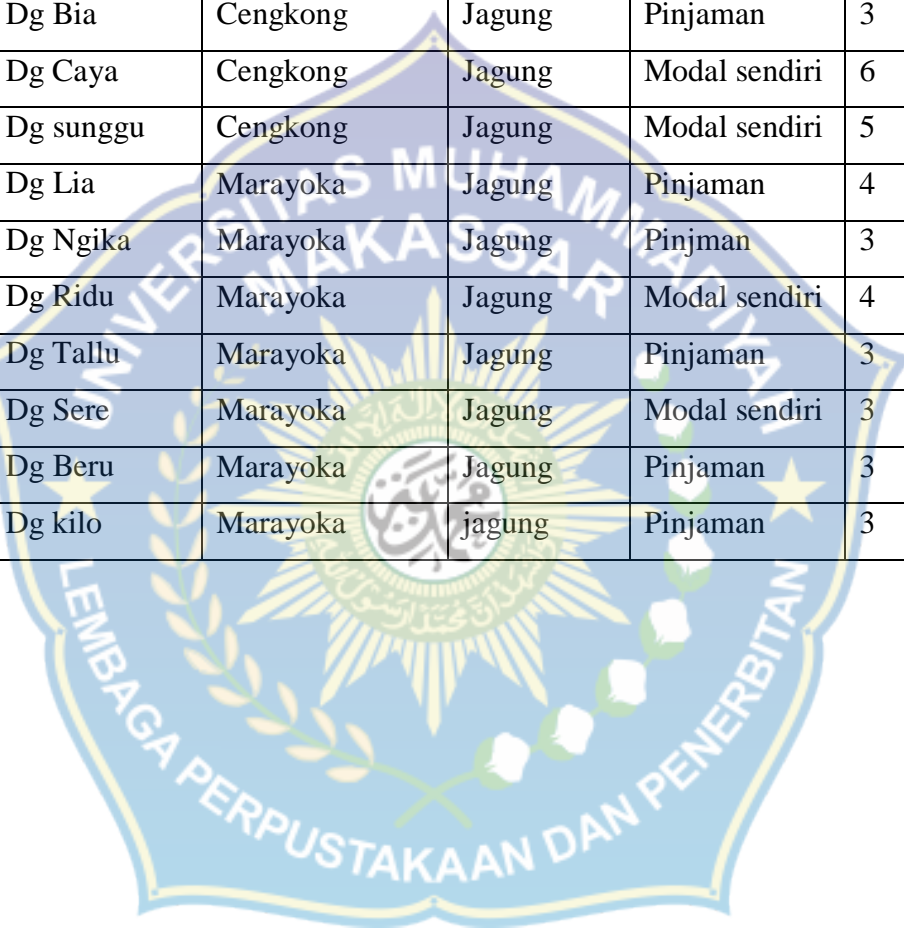 Dg Bia Cengkong Jagung Pinjaman 3
Dg Caya Cengkong Jagung Modal sendiri 6
Dg sunggu Cengkong Jagung Modal sendiri 5
Dg Lia Marayoka Jagung Pinjaman 4
Dg Ngika Marayoka Jagung Pinjman 3
Dg Ridu Marayoka Jagung Modal sendiri 4
Dg Tallu Marayoka Jagung Pinjaman 3
Dg Sere Marayoka Jagung Modal sendiri 3
Dg Beru Marayoka Jagung Pinjaman 3
Dg kilo Marayoka jagung Pinjaman 3
UNIVERSITAS MUHAMMADIYAH
MAKASSAR
LEMBAGA PERPUSTAKAAN DAN PENERBITAN